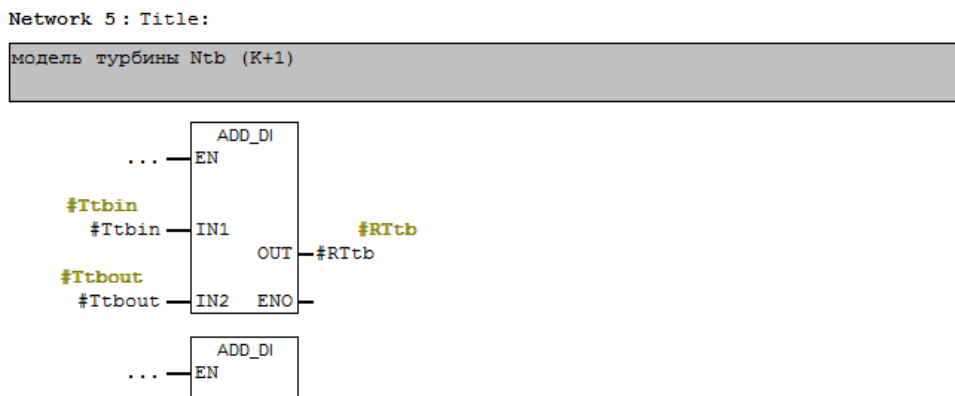 Network 5 : Title:
модель турбины Ntb (K+1)
ADD_DI
... EN
#Ttbin
#Ttbin IN1
#RTtb
OUT #RTtb
#Ttbout
#Ttbout IN2 ENO
ADD_DI
... EN